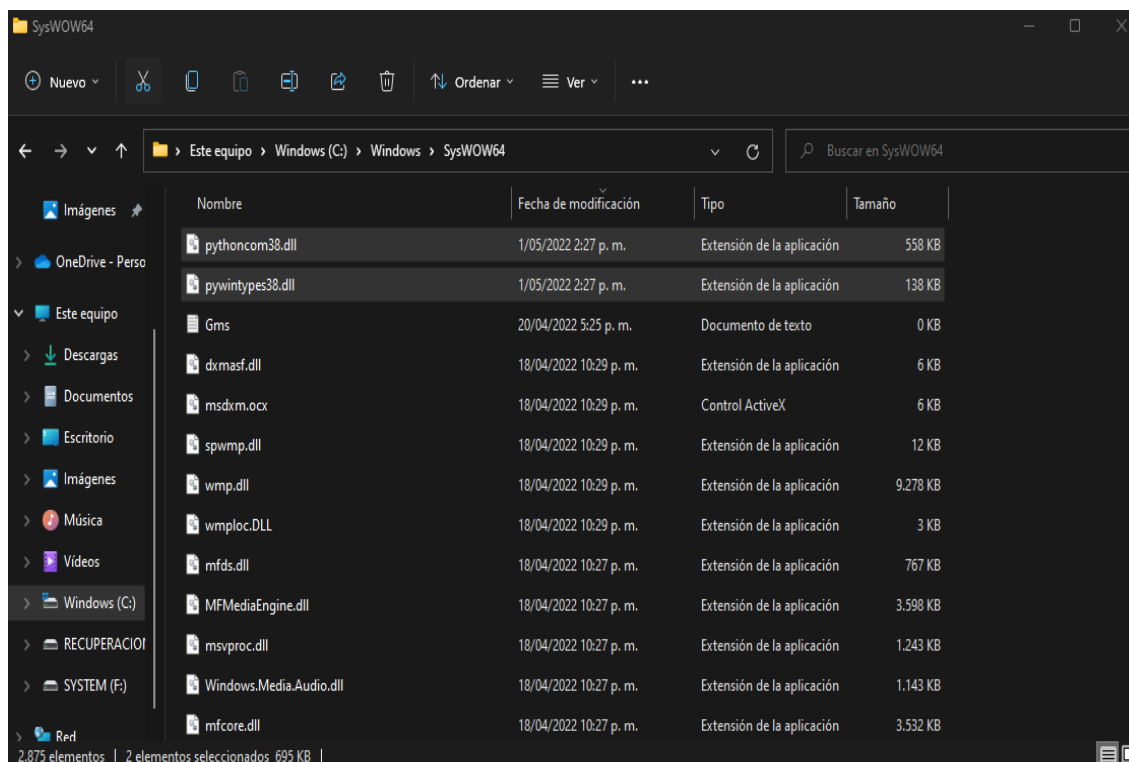 SysWOW64
Nuevo Ordenar Ver
Este equipo Windows (C:) Windows SysWOW64 Buscar en SysWOW64
Nombre Fecha de modificación Tipo Tamaño
Imágenes
OneDrive - Perso
Este equipo
Descargas
Documentos
Escritorio
Imágenes
Música
Vídeos
Windows (C:)
RECUPERACION
SYSTEM (F:)
Red
pythoncom38.dll 1/05/2022 2:27 p. m. Extensión de la aplicación 558 KB
pywintypes38.dll 1/05/2022 2:27 p. m. Extensión de la aplicación 138 KB
Gms 20/04/2022 5:25 p. m. Documento de texto 0 KB
dxmasf.dll 18/04/2022 10:29 p. m. Extensión de la aplicación 6 KB
msdxm.ocx 18/04/2022 10:29 p. m. Control ActiveX 6 KB
spwmp.dll 18/04/2022 10:29 p. m. Extensión de la aplicación 12 KB
wmp.dll 18/04/2022 10:29 p. m. Extensión de la aplicación 9.278 KB
wmploc.DLL 18/04/2022 10:29 p. m. Extensión de la aplicación 3 KB
mfds.dll 18/04/2022 10:27 p. m. Extensión de la aplicación 767 KB
MFMediaEngine.dll 18/04/2022 10:27 p. m. Extensión de la aplicación 3.598 KB
msvproc.dll 18/04/2022 10:27 p. m. Extensión de la aplicación 1.243 KB
Windows.Media.Audio.dll 18/04/2022 10:27 p. m. Extensión de la aplicación 1.143 KB
mfcore.dll 18/04/2022 10:27 p. m. Extensión de la aplicación 3.532 KB
2.875 elementos | 2 elementos seleccionados 695 KB |